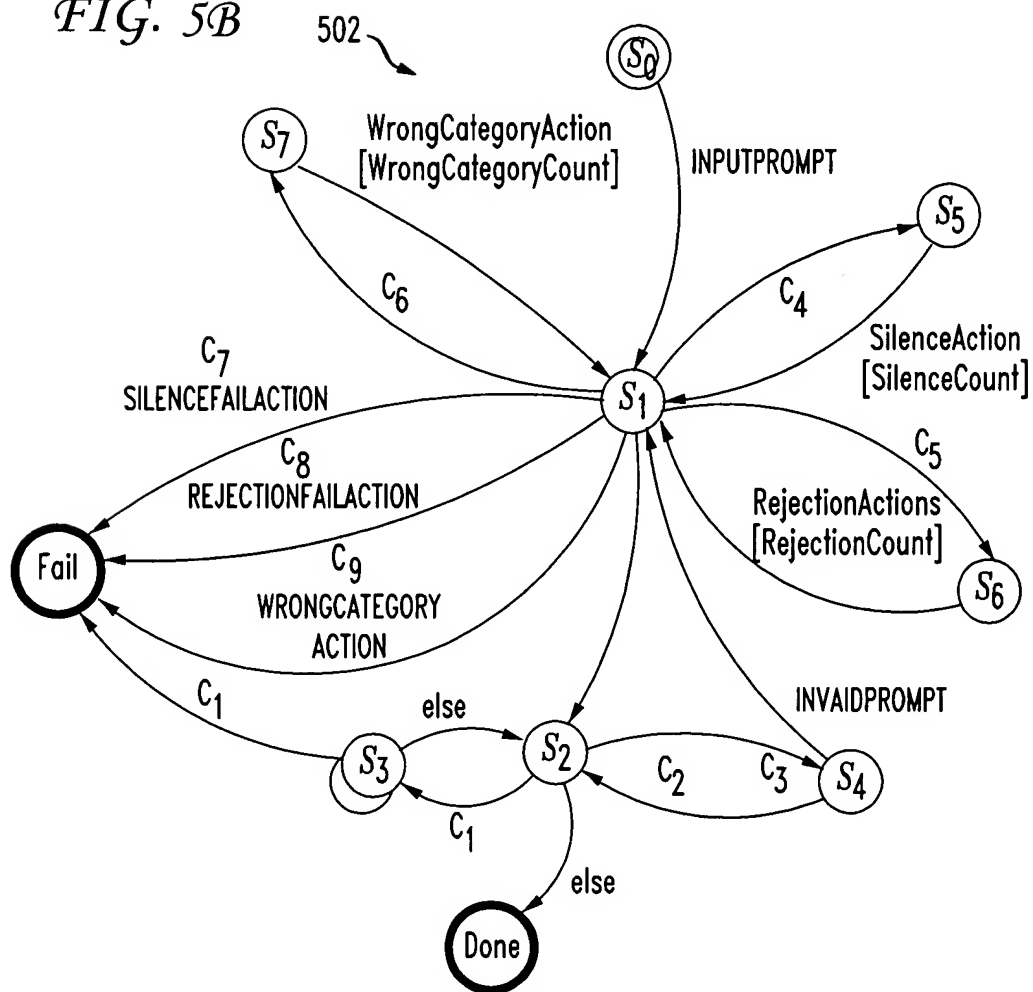 FIG. 5B
502
S0
S7
WrongCategoryAction
[WrongCategoryCount]
INPUTPROMPT
S5
C6
C4
SilenceAction
[SilenceCount]
C7
SILENCEFAILACTION
S1
C5
C8
REJECTIONFAILACTION
RejectionActions
[RejectionCount]
Fail
C9
WRONGCATEGORY
ACTION
S6
C1
else
INVAIDPROMPT
S3
S2
C2
C3
S4
C1
else
Done